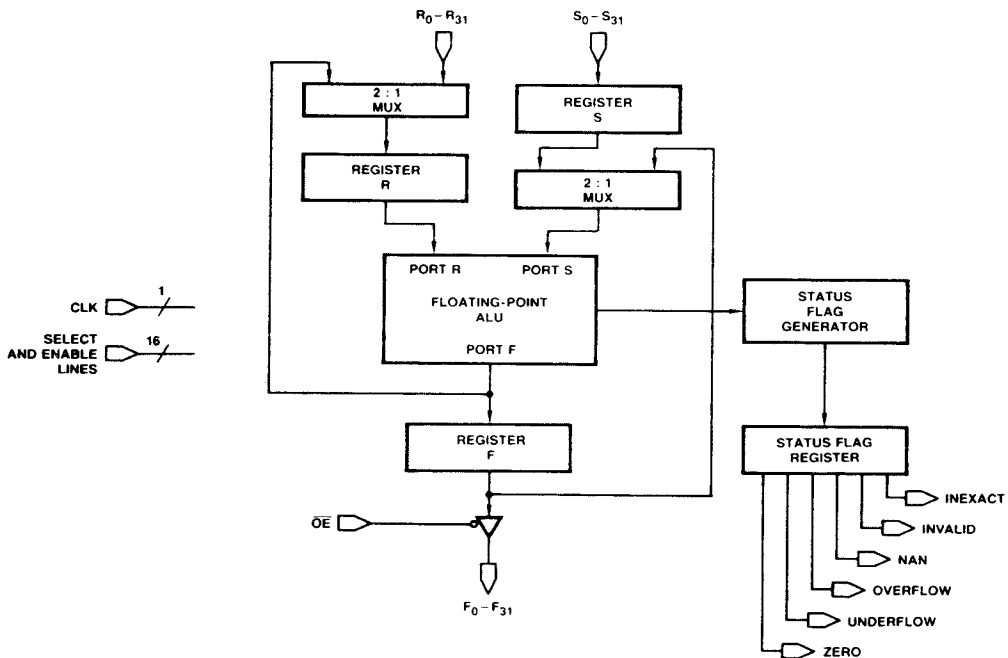 R0–R31
S0–S31
2 : 1
MUX
REGISTER
S
REGISTER
R
2 : 1
MUX
PORT R
PORT S
FLOATING-POINT
ALU
PORT F
CLK
1
SELECT
AND ENABLE
LINES
16
STATUS
FLAG
GENERATOR
REGISTER
F
STATUS FLAG
REGISTER
OE
F0–F31
INEXACT
INVALID
NAN
OVERFLOW
UNDERFLOW
ZERO